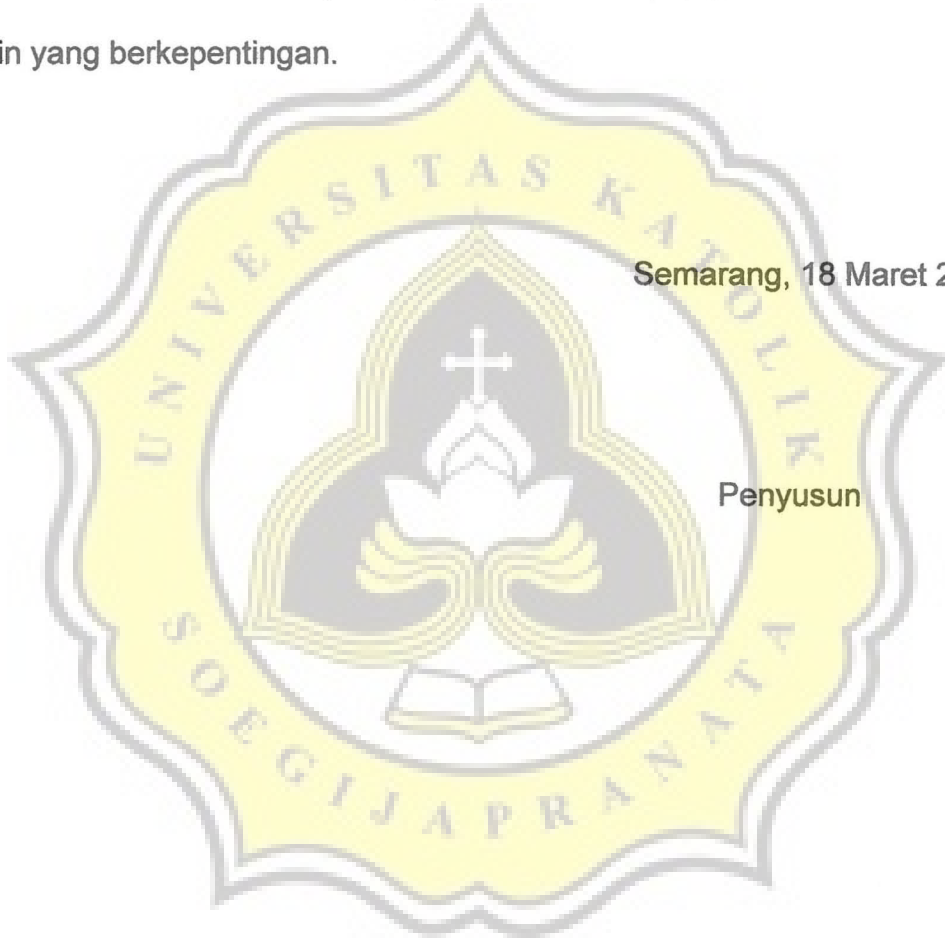 in yang berkepentingan.
Semarang, 18 Maret 2
Penyusun
UNIVERSITAS KATOLIK
SOEGIJAPRANATA